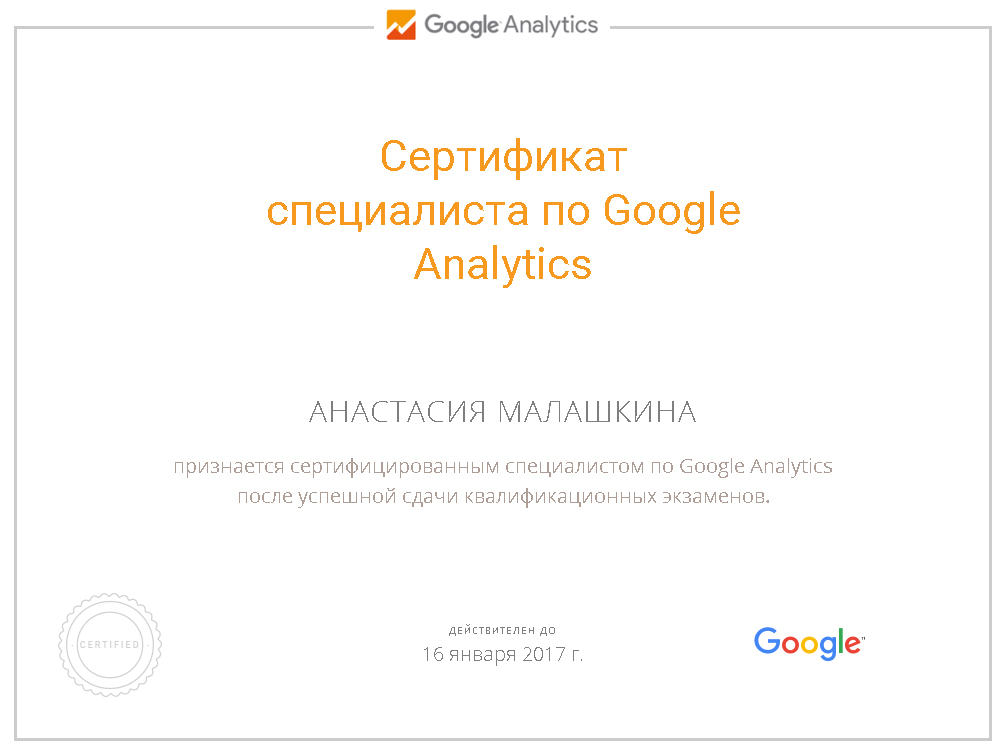 Google Analytics
Сертификат
специалиста по Google
Analytics
АНАСТАСИЯ МАЛАШКИНА
признается сертифицированным специалистом по Google Analytics
после успешной сдачи квалификационных экзаменов.
CERTIFIED
ДЕЙСТВИТЕЛЕН ДО
16 января 2017 г.
Google™